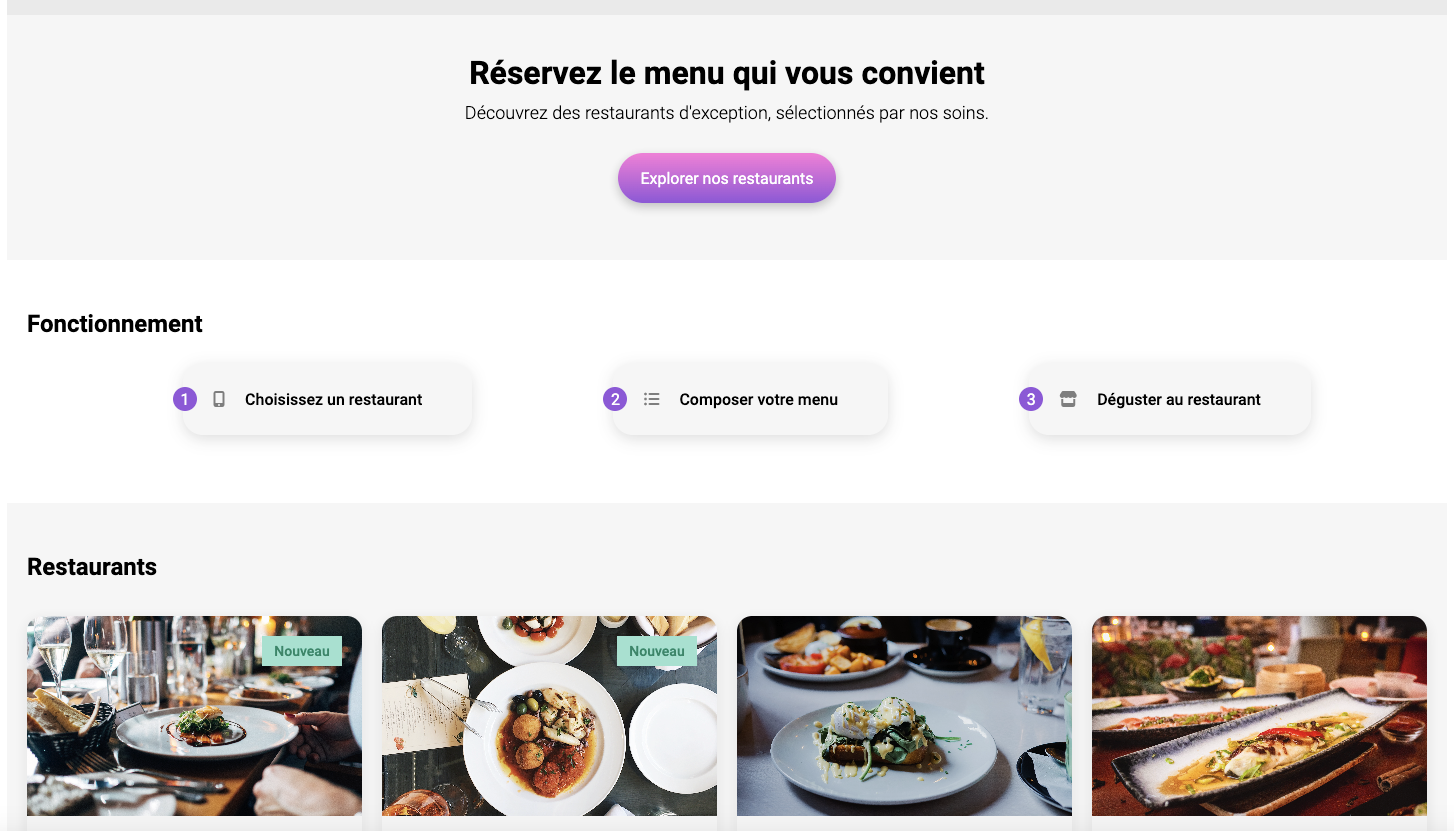 Réservez le menu qui vous convient
Découvrez des restaurants d'exception, sélectionnés par nos soins.
Explorer nos restaurants
Fonctionnement
1 Choisissez un restaurant
2 Composer votre menu
3 Déguster au restaurant
Restaurants
Nouveau
Nouveau